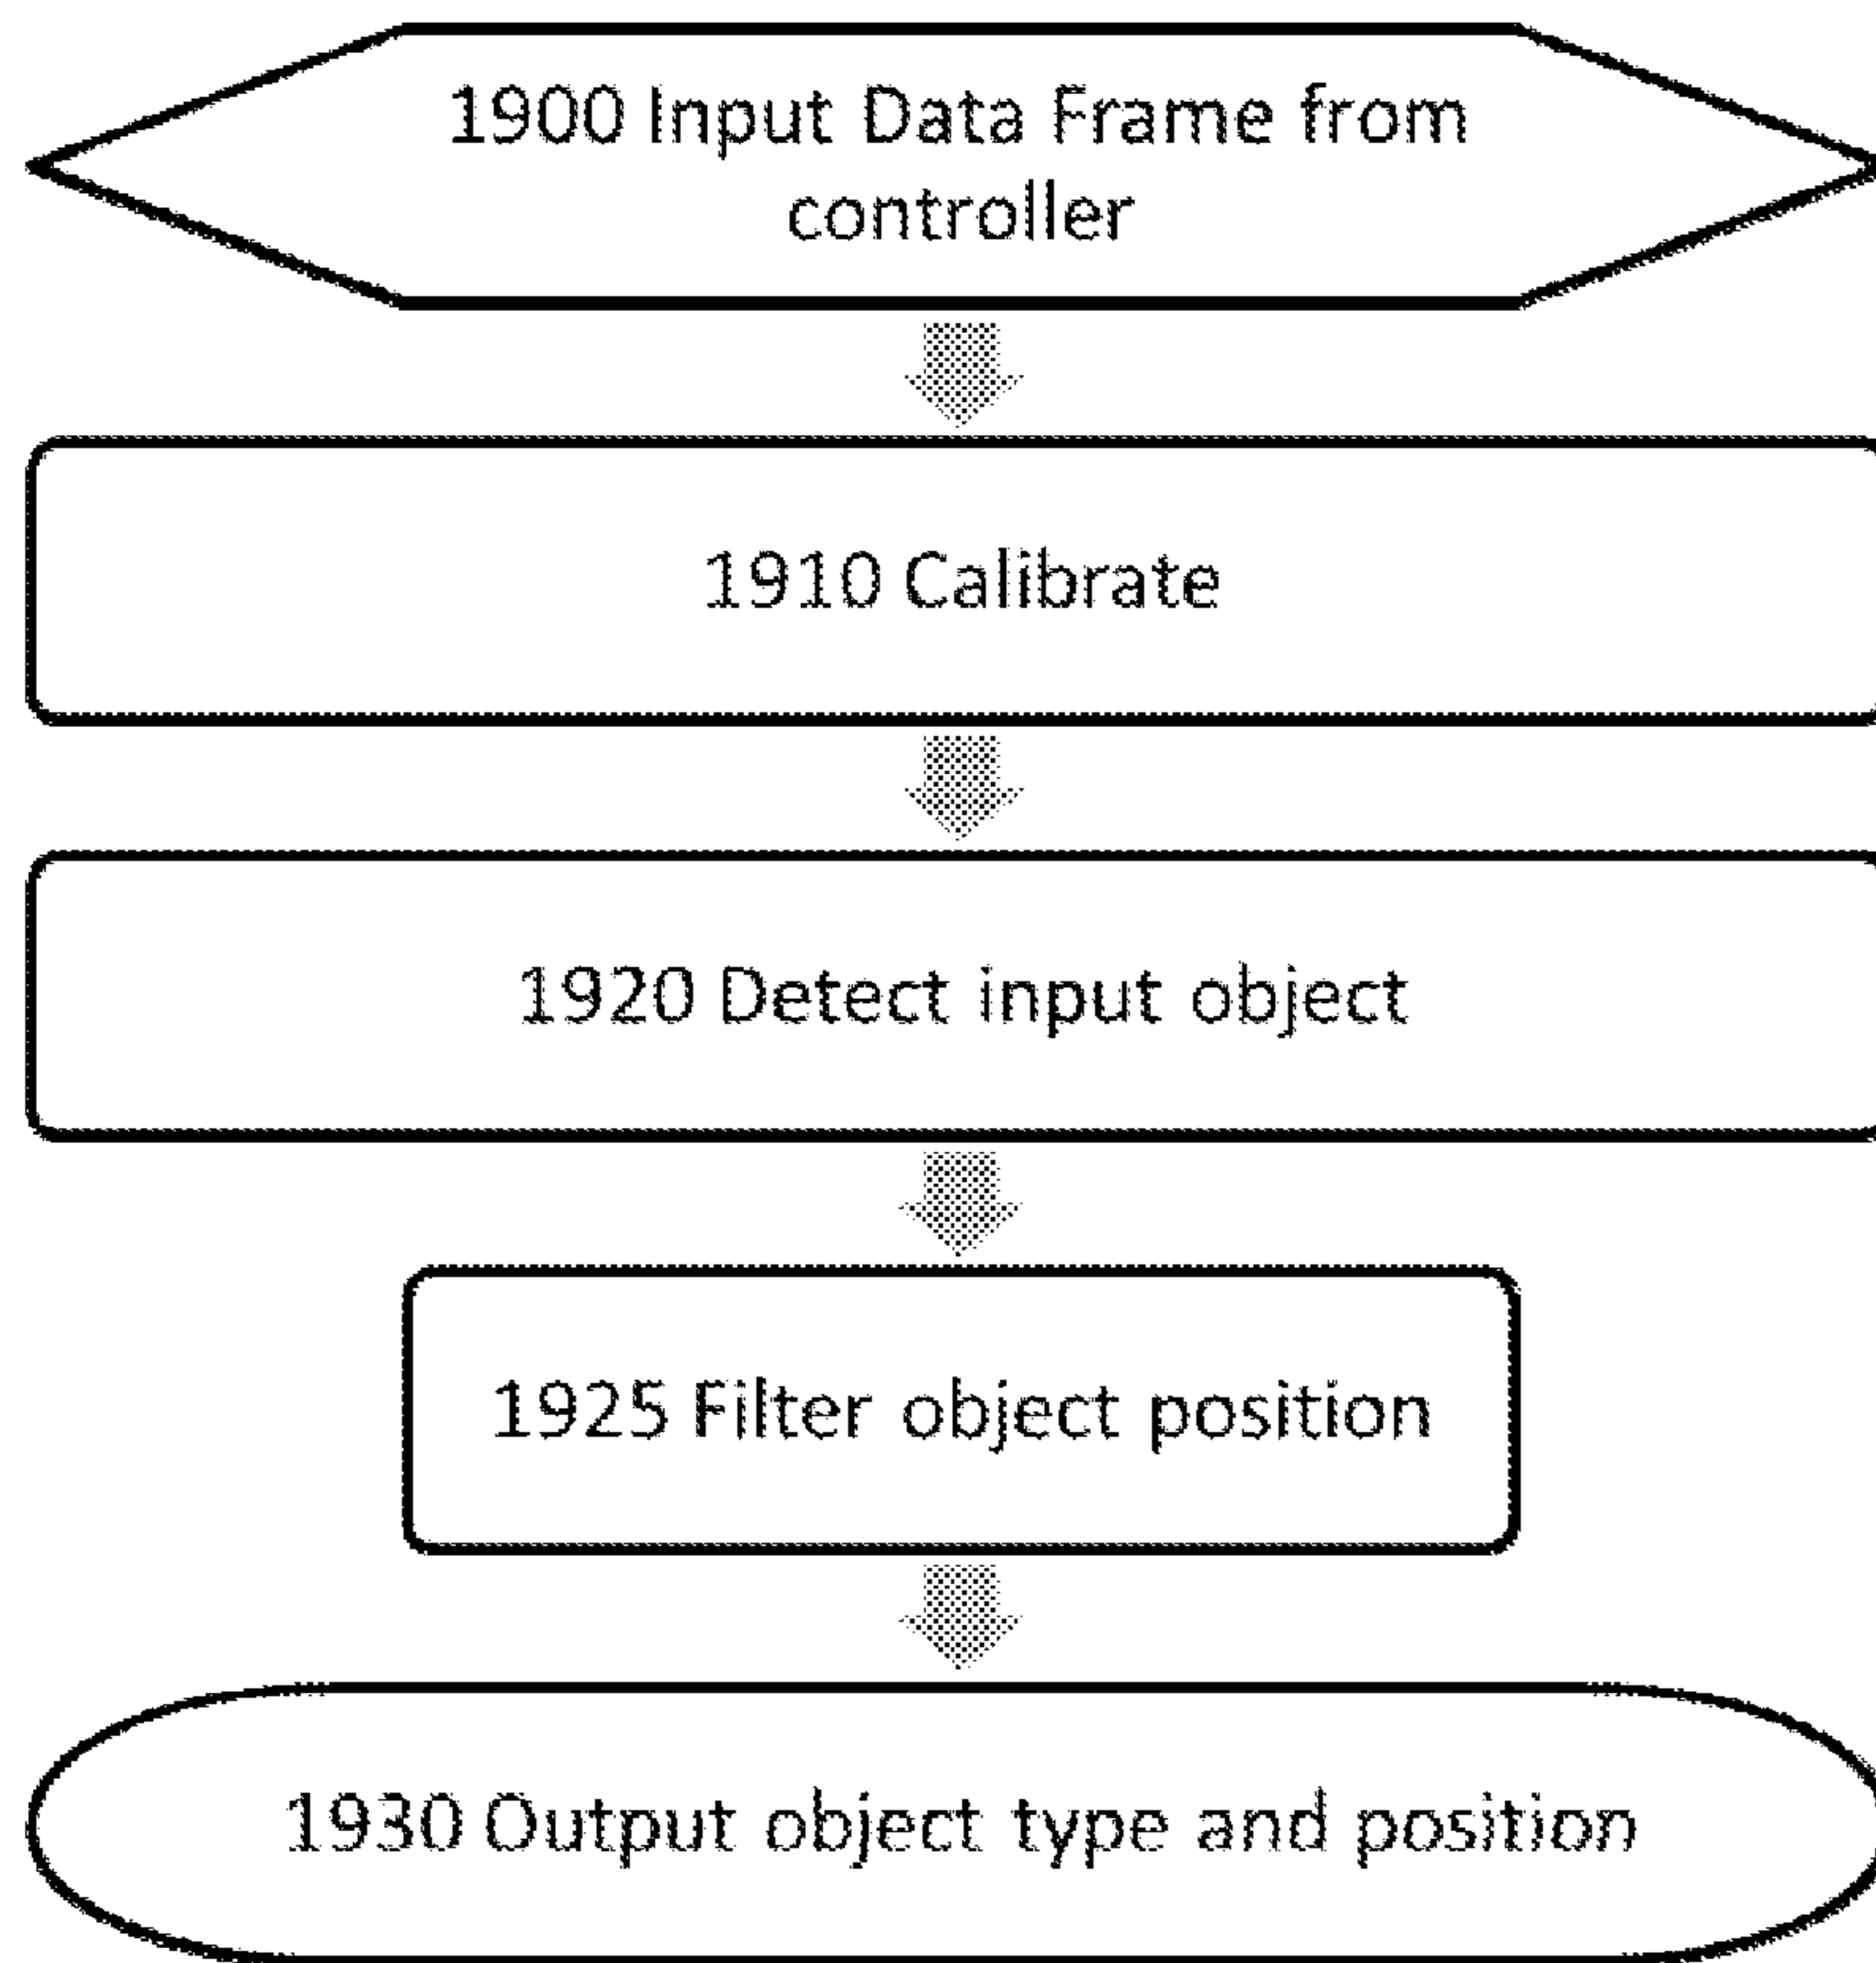 1900 Input Data Frame from
controller
1910 Calibrate
1920 Detect input object
1925 Filter object position
1930 Output object type and position